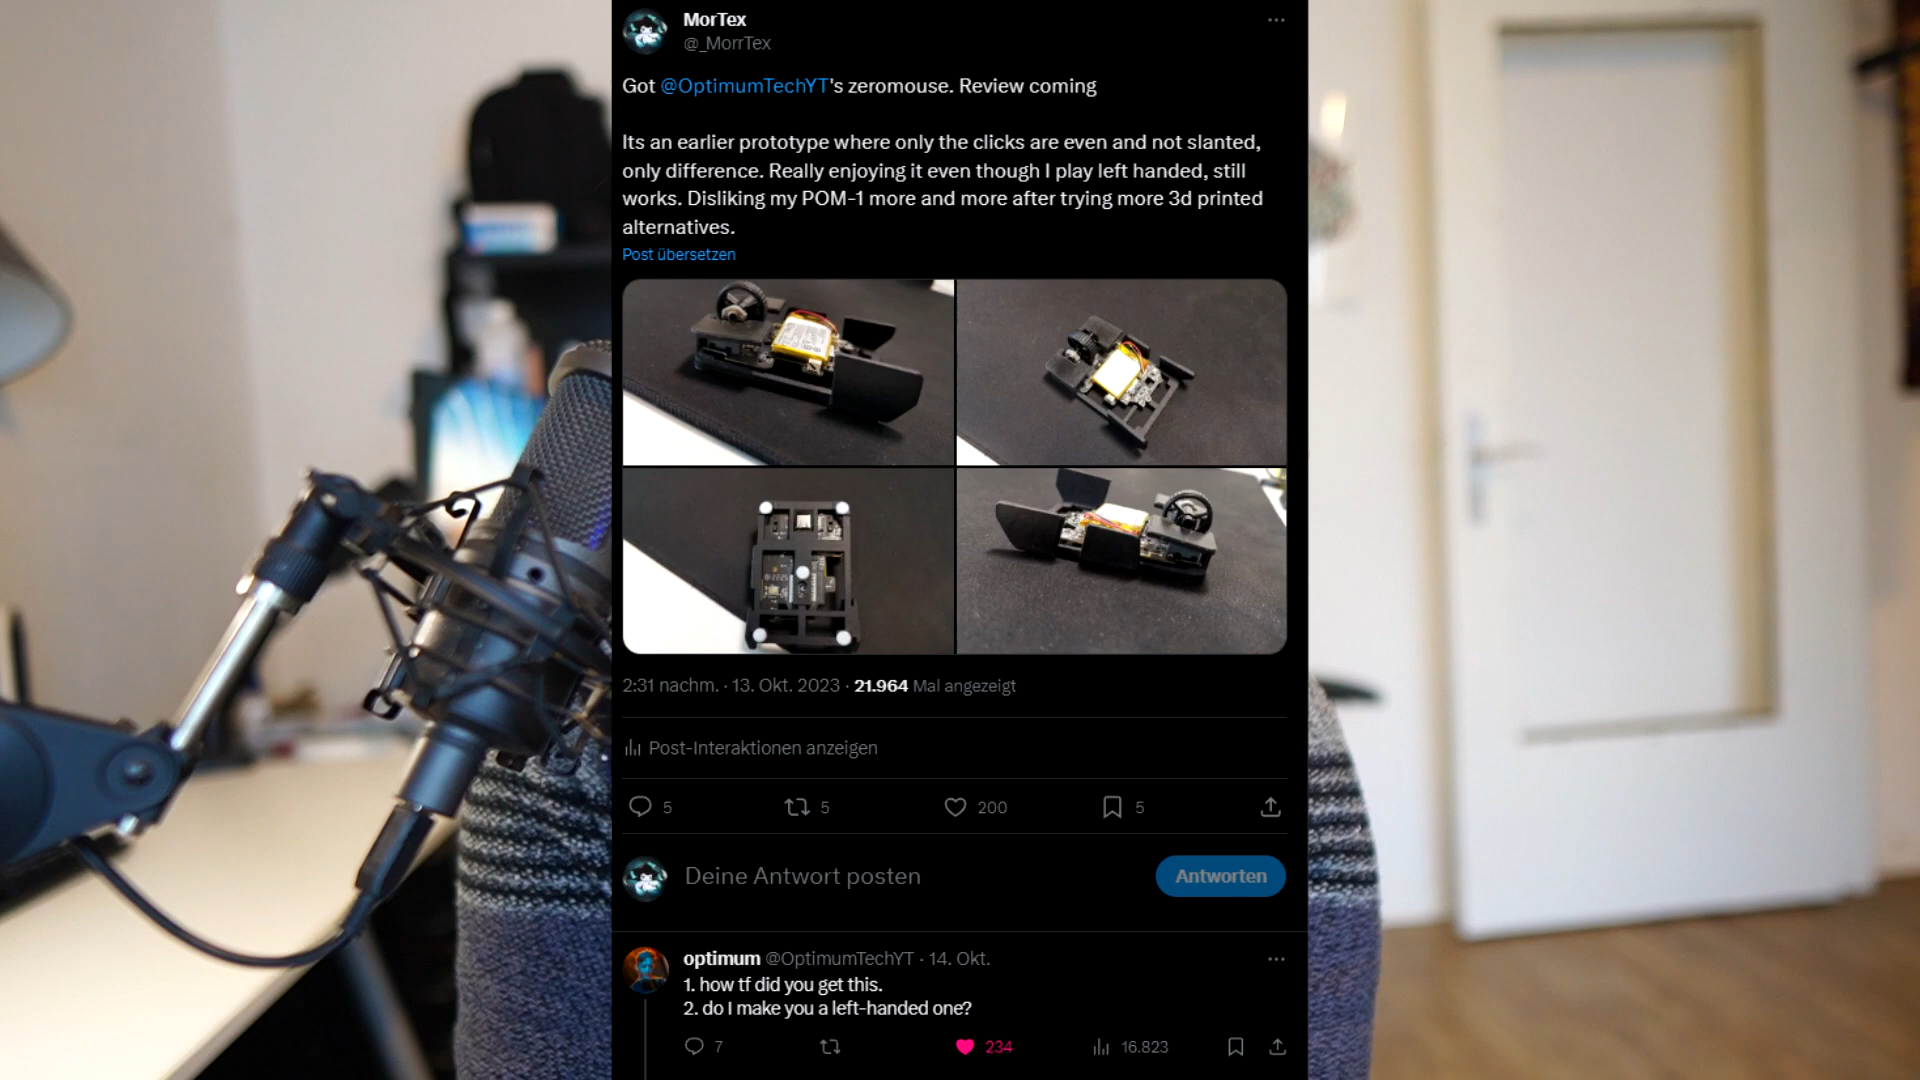 MorTex
@_MorrTex
Got @OptimumTechYT's zeromouse. Review coming
Its an earlier prototype where only the clicks are even and not slanted,
only difference. Really enjoying it even though I play left handed, still
works. Disliking my POM-1 more and more after trying more 3d printed
alternatives.
Post übersetzen
2:31 nachm. · 13. Okt. 2023 · 21.964 Mal angezeigt
Post-Interaktionen anzeigen
5 5 200 5
Deine Antwort posten
Antworten
optimum @OptimumTechYT · 14. Okt.
1. how tf did you get this.
2. do I make you a left-handed one?
7 234 16.823